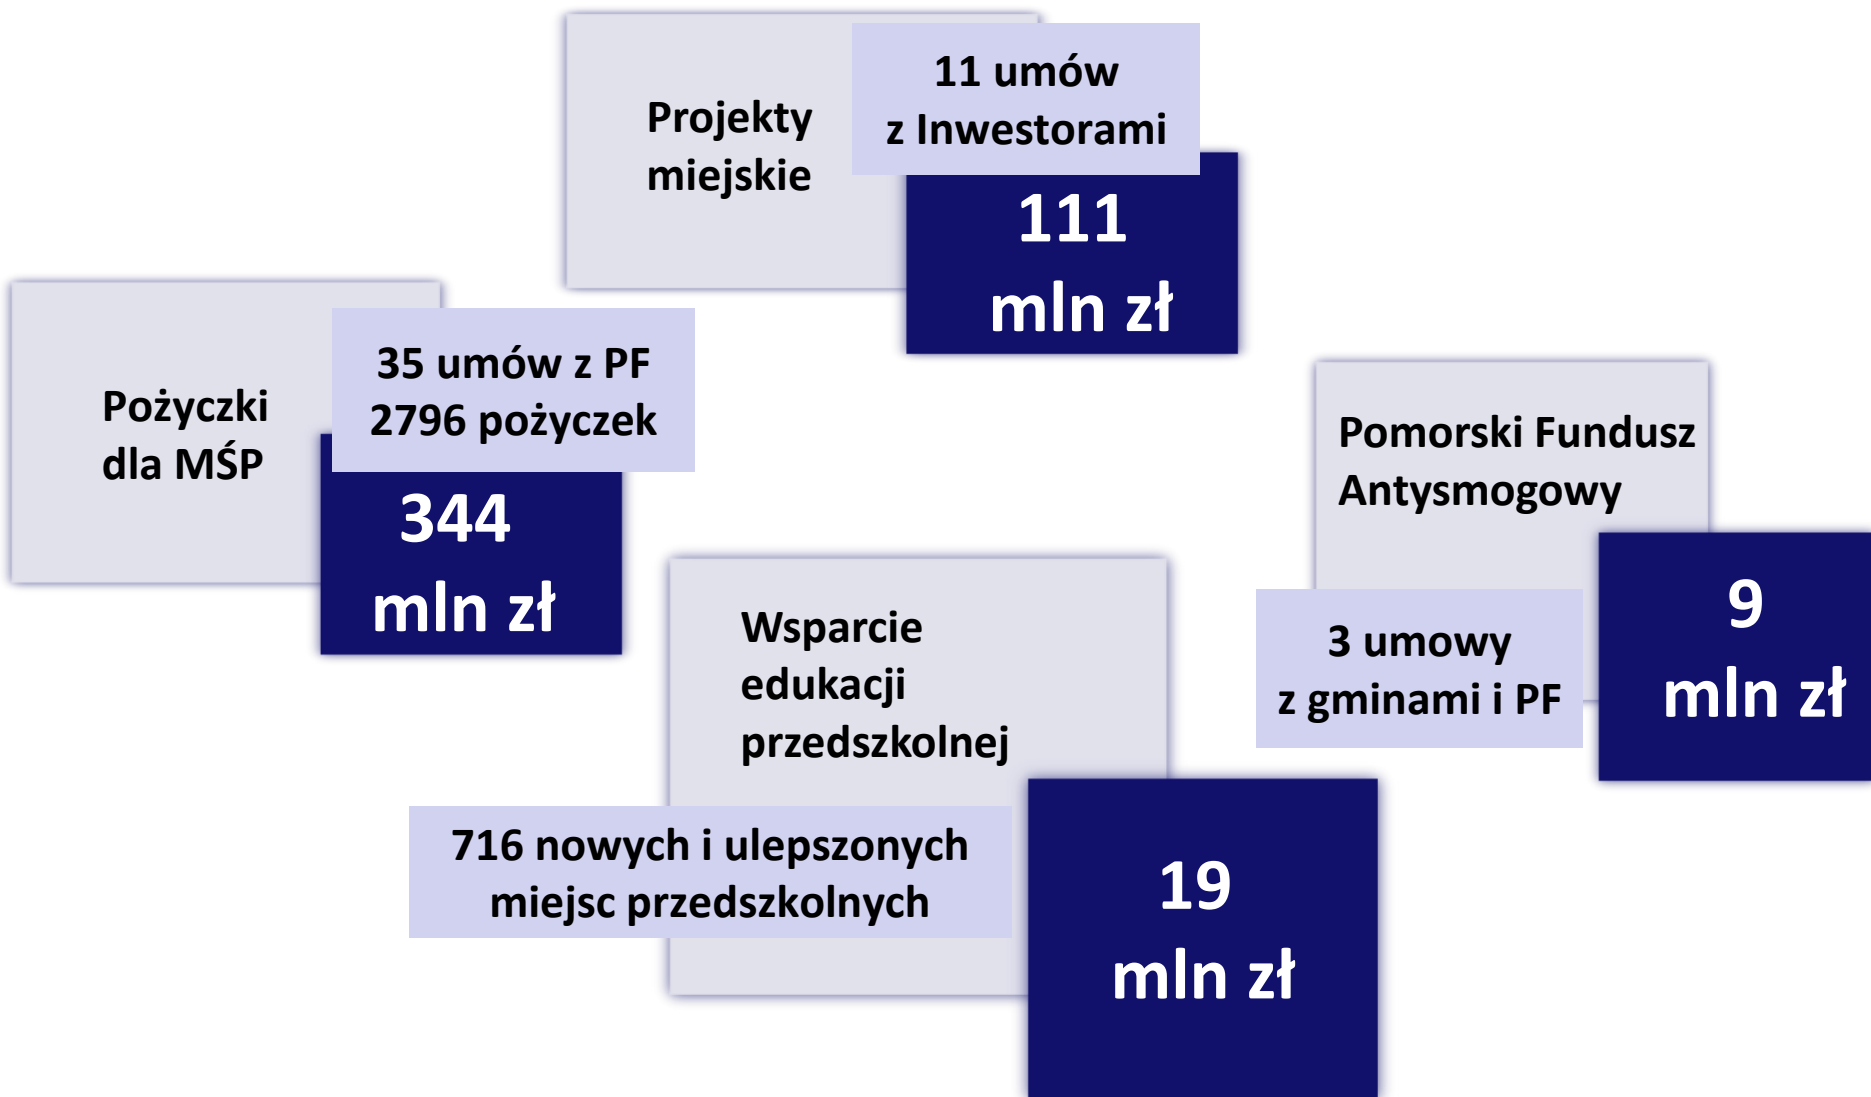 Projekty
miejskie
11 umów
z Inwestorami
111
mln zł
Pożyczki
dla MŚP
35 umów z PF
2796 pożyczek
344
mln zł
Pomorski Fundusz
Antysmogowy
3 umowy
z gminami i PF
9
mln zł
Wsparcie
edukacji
przedszkolnej
716 nowych i ulepszonych
miejsc przedszkolnych
19
mln zł